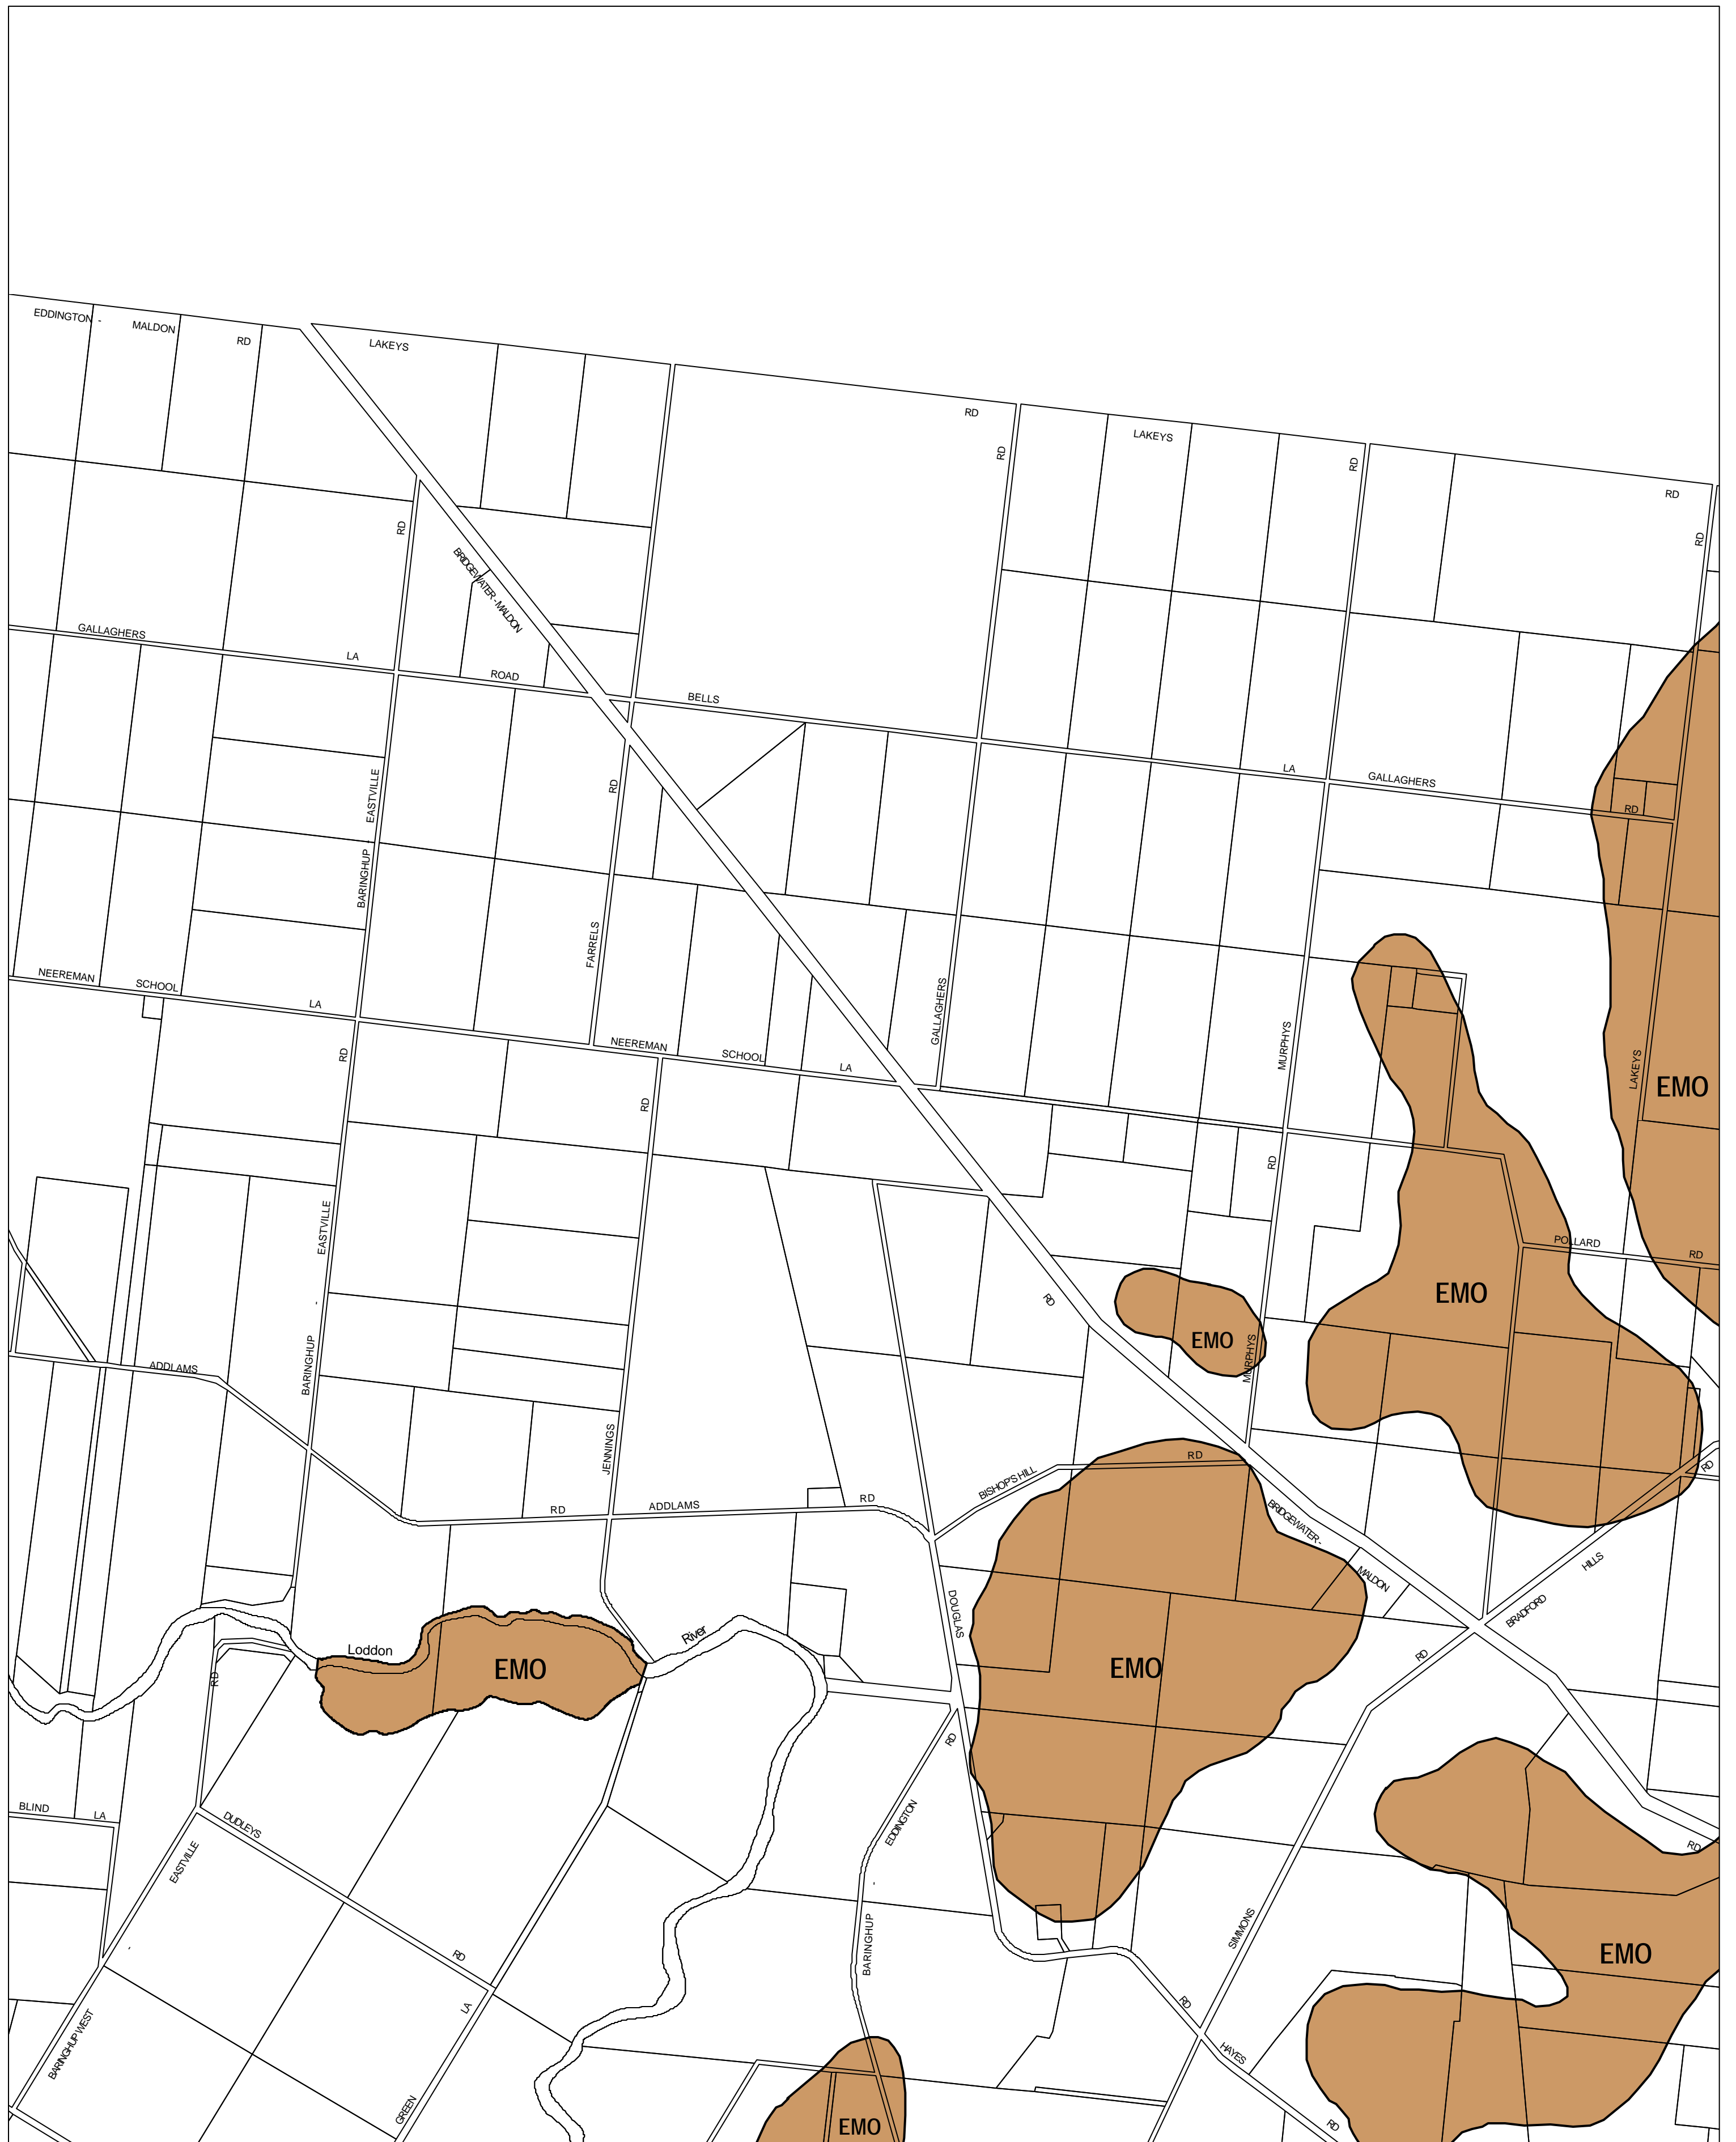 EDDINGTON - MALDON RD
LAKEYS RD
LAKEYS RD
RD
RD
RD
RD
BRIDGEWATER - MALDON
GALLAGHERS LA
ROAD
BELLS LA
GALLAGHERS RD
BARINGHUP - EASTVILLE
RD
FARRELS
GALLAGHERS
MURPHYS
LAKEYS
EMO
NEEREMAN SCHOOL LA
NEEREMAN SCHOOL LA
RD
RD
RD
BARINGHUP - EASTVILLE
JENNINGS
RD
EMO
MURPHYS
EMO
POLLARD RD
ADDLAMS RD
ADDLAMS RD
BISHOP'S HILL RD
BRIDGEWATER - MALDON
RD
BRADFORD HILLS RD
Loddon River
EMO
DOUGLAS
EMO
RD
RD
RD
BLIND LA
DUDLEYS RD
EASTVILLE
-
BARINGHUP WEST
GREEN LA
BARINGHUP - EDDINGTON
SIMMONS
RD
HAYES RD
EMO
EMO